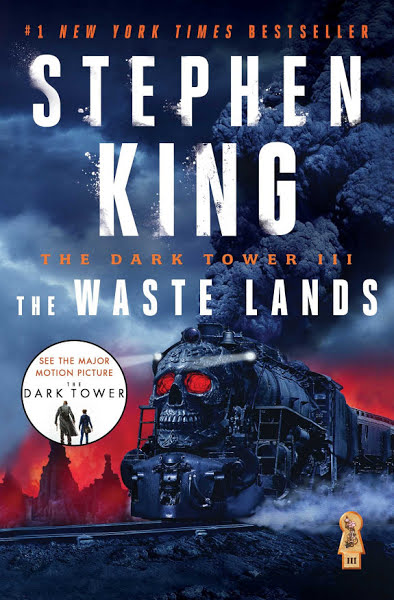 #1 NEW YORK TIMES BESTSELLER
STEPHEN
KING
THE DARK TOWER III
THE WASTE LANDS
SEE THE MAJOR
MOTION PICTURE
THE
DARK TOWER
III